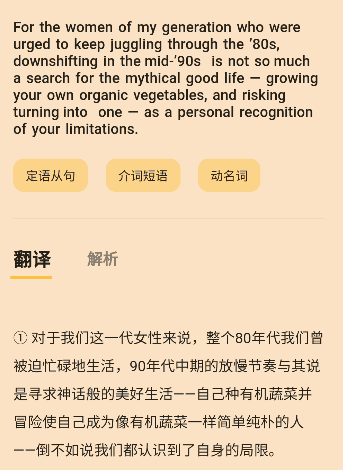 For the women of my generation who were
urged to keep juggling through the ’80s,
downshifting in the mid-’90s is not so much
a search for the mythical good life — growing
your own organic vegetables, and risking
turning into one — as a personal recognition
of your limitations.
定语从句 介词短语 动名词
翻译 解析
① 对于我们这一代女性来说，整个80年代我们曾
被迫忙碌地生活，90年代中期的放慢节奏与其说
是寻求神话般的美好生活——自己种有机蔬菜并
冒险使自己成为像有机蔬菜一样简单纯朴的人
——倒不如说我们都认识到了自身的局限。